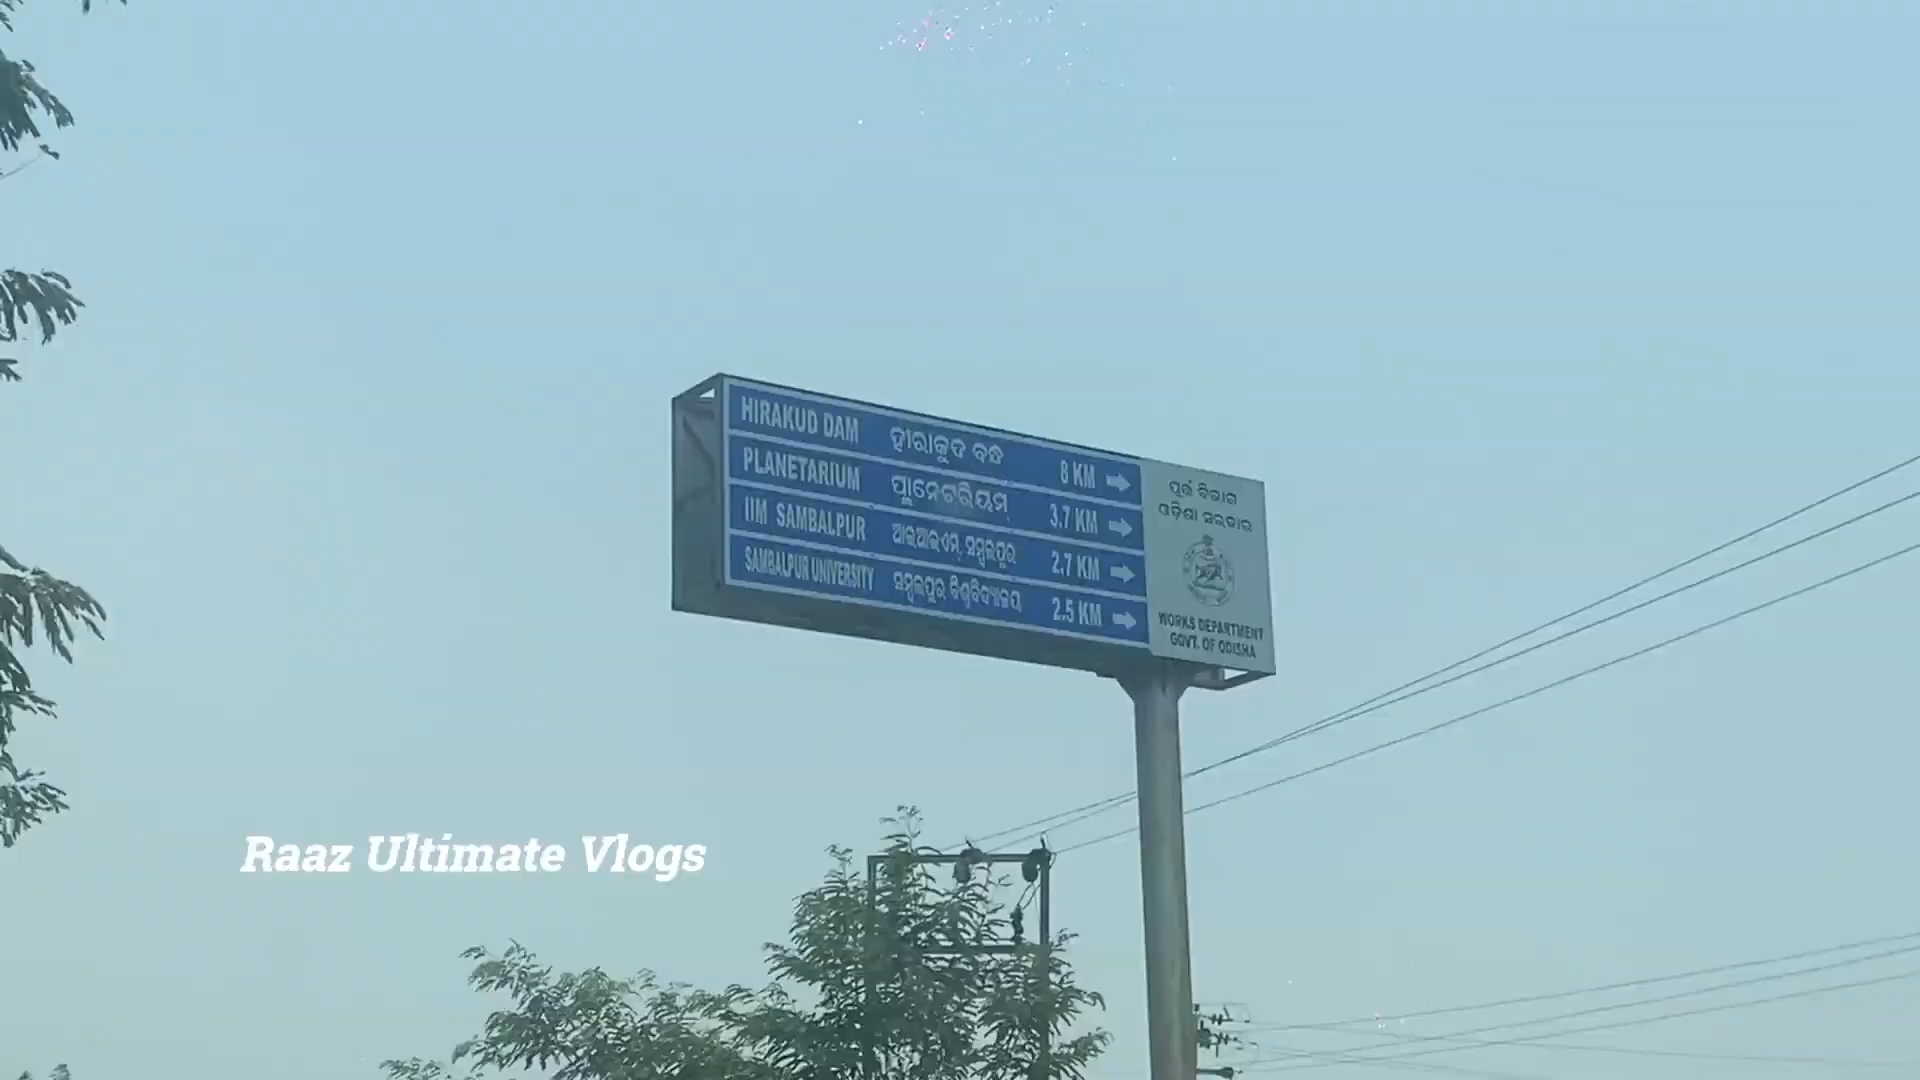 HIRAKUD DAM ହୀରାକୁଦ ବନ୍ଧ 8 KM
PLANETARIUM ପ୍ଲାନେଟରିୟମ୍ 3.7 KM
IIM SAMBALPUR ଆଇଆଇଏମ୍, ସମ୍ବଲପୁର 2.7 KM
SAMBALPUR UNIVERSITY ସମ୍ବଲପୁର ବିଶ୍ୱବିଦ୍ୟାଳୟ 2.5 KM
ପୂର୍ତ୍ତ ବିଭାଗ
ଓଡ଼ିଶା ସରକାର
WORKS DEPARTMENT
GOVT. OF ODISHA
Raaz Ultimate Vlogs